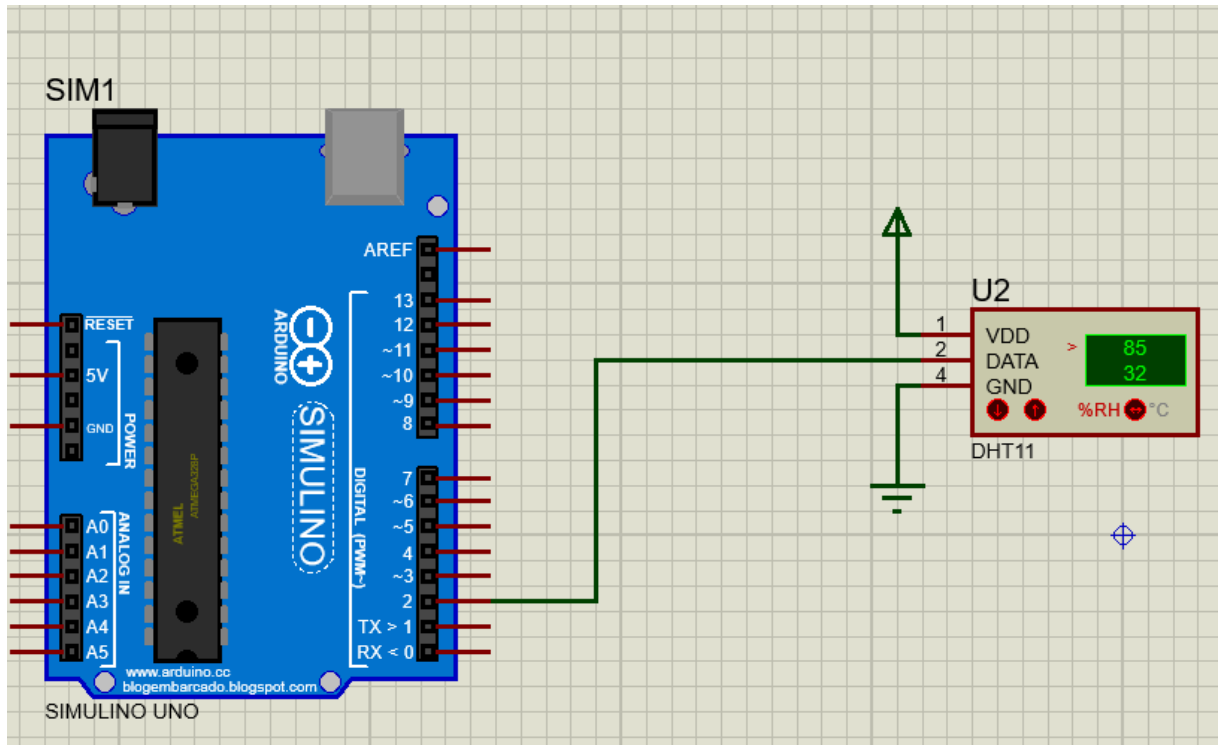 SIM1
AREF
13
12
~11
~10
~9
8
7
~6
~5
4
~3
2
TX > 1
RX < 0
RESET
5V
GND
POWER
A0
A1
A2
A3
A4
A5
ANALOG IN
ATMEL
ATMEGA328P
ARDUINO
SIMULINO
DIGITAL (PWM~)
www.arduino.cc
blogembarcado.blogspot.com
SIMULINO UNO
U2
1
2
4
VDD
DATA
GND
>
85
32
%RH °C
DHT11